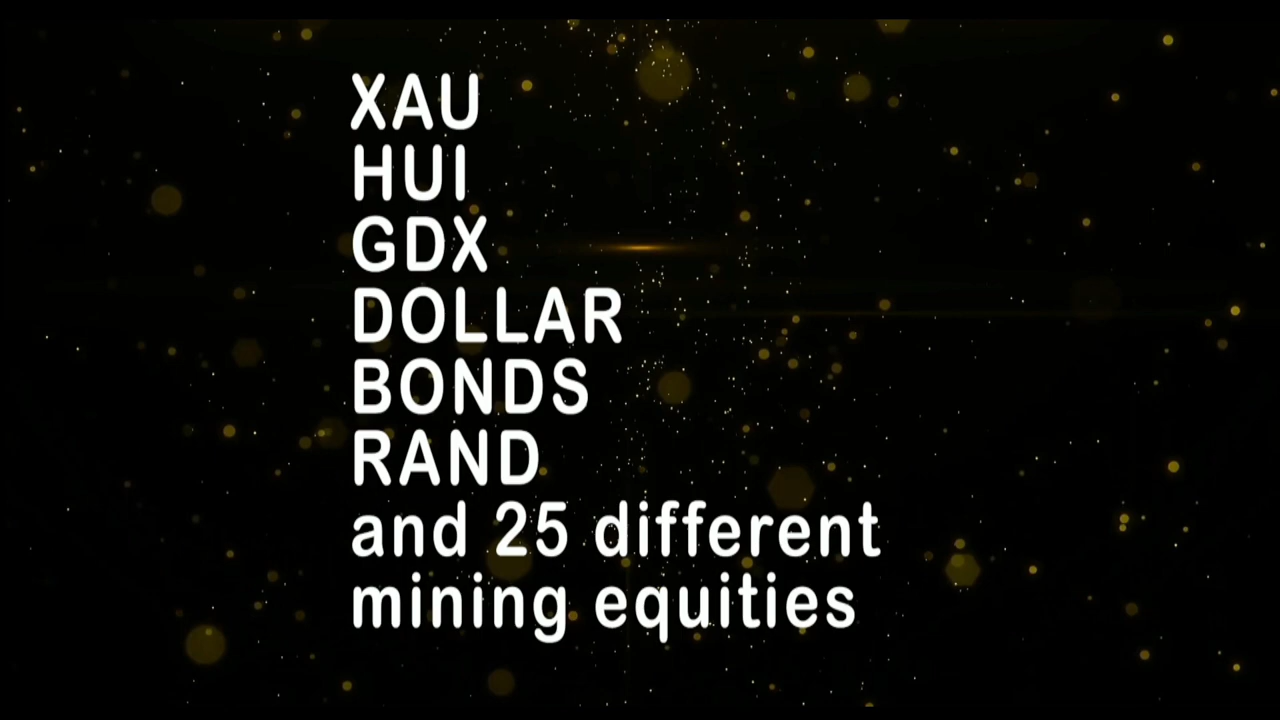 XAU
HUI
GDX
DOLLAR
BONDS
RAND
and 25 different
mining equities